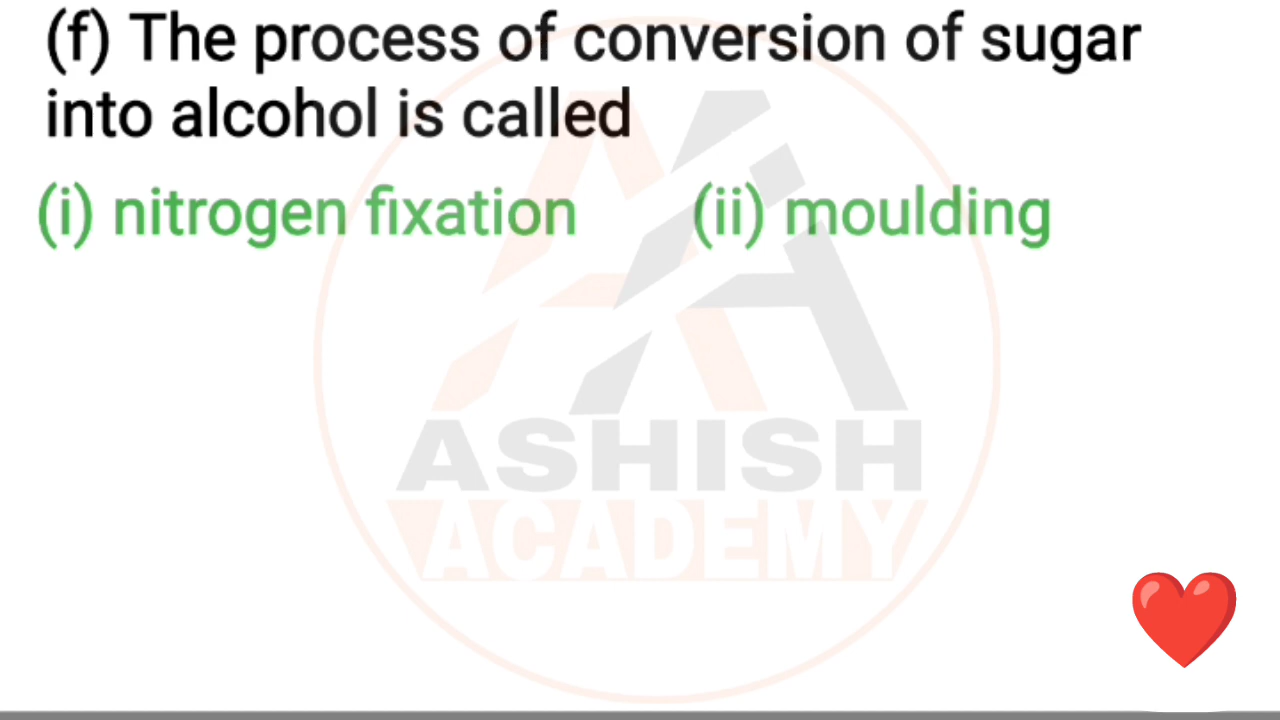 (f) The process of conversion of sugar
into alcohol is called
(i) nitrogen fixation (ii) moulding
ASHISH
ACADEMY